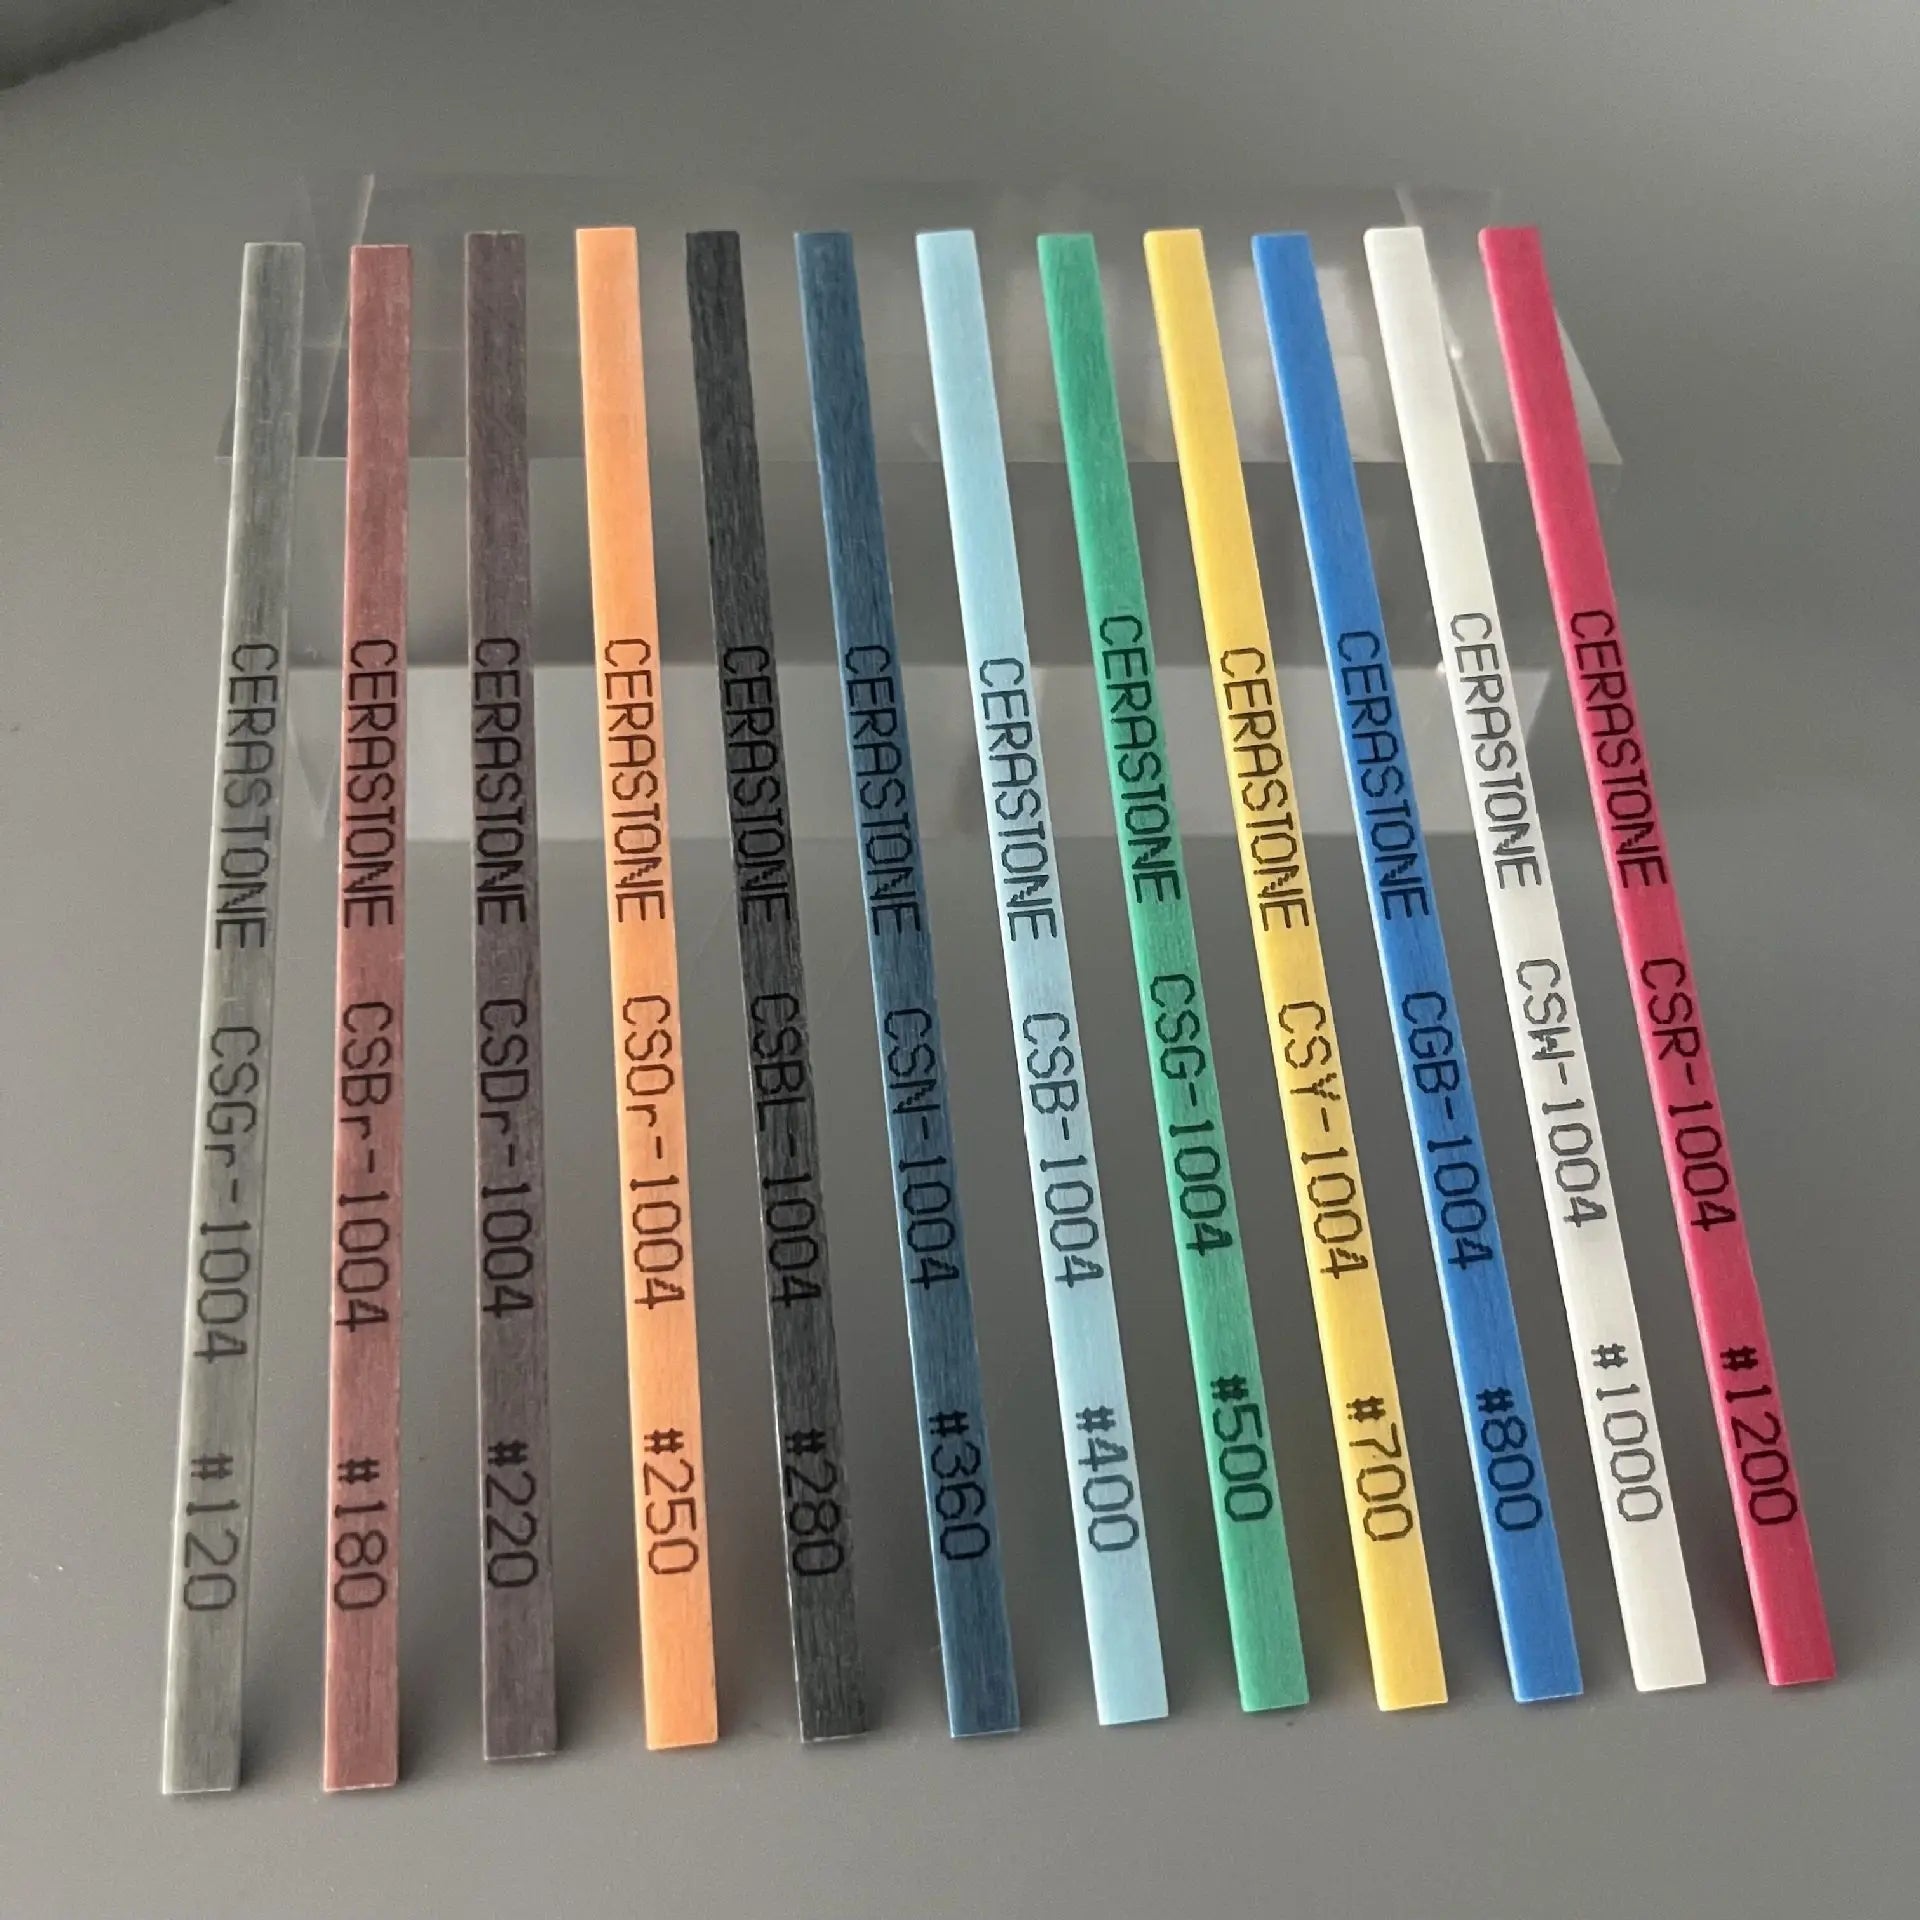 CERASTONE CSGr-1004 #120
CERASTONE CSBr-1004 #180
CERASTONE CSDr-1004 #220
CERASTONE CSOr-1004 #250
CERASTONE CSBL-1004 #280
CERASTONE CSN-1004 #360
CERASTONE CSB-1004 #400
CERASTONE CSG-1004 #500
CERASTONE CSY-1004 #700
CERASTONE CGB-1004 #800
CERASTONE CSW-1004 #1000
CERASTONE CSR-1004 #1200